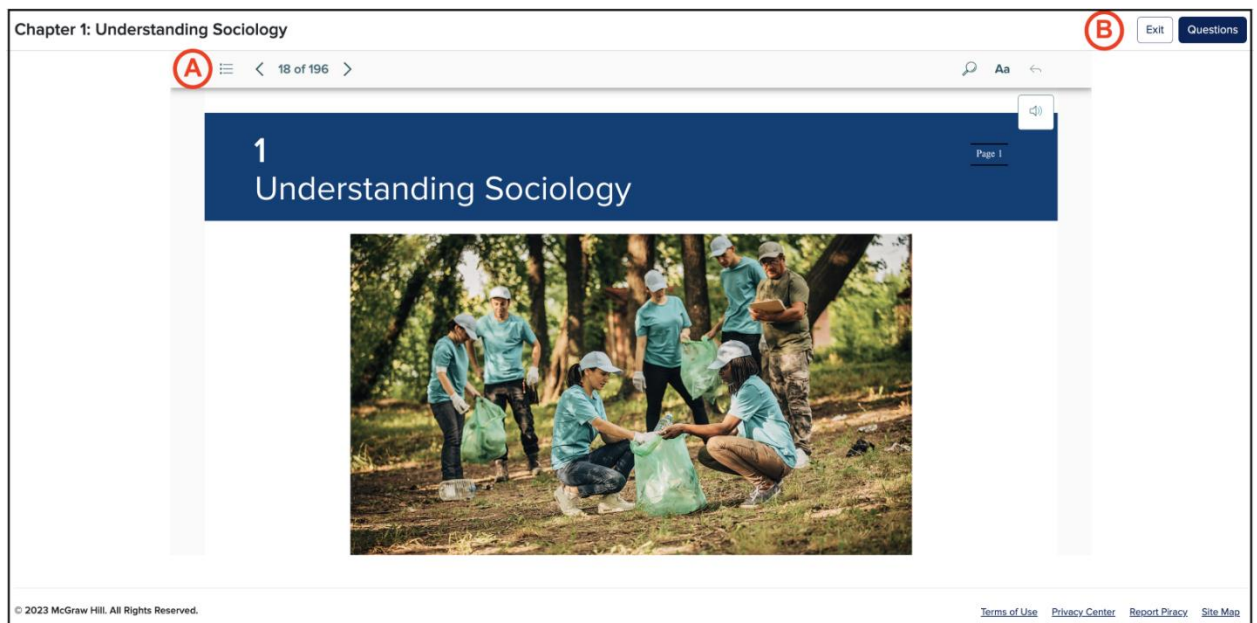 Chapter 1: Understanding Sociology
B
Exit
Questions
A
18 of 196
Aa
1
Page 1
Understanding Sociology
© 2023 McGraw Hill. All Rights Reserved.
Terms of Use Privacy Center Report Piracy Site Map